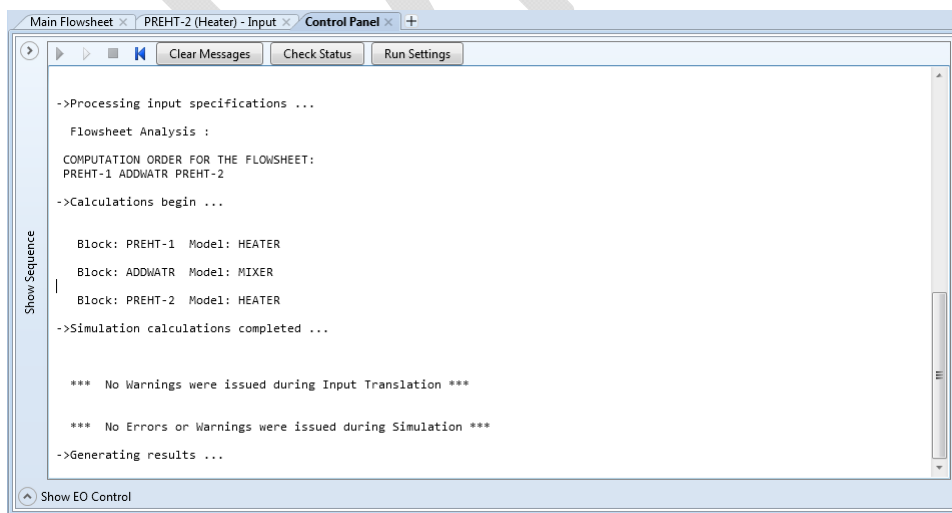 Main Flowsheet × PREHT-2 (Heater) - Input × Control Panel × +
Clear Messages Check Status Run Settings
->Processing input specifications ...
Flowsheet Analysis :
COMPUTATION ORDER FOR THE FLOWSHEET:
PREHT-1 ADDWATR PREHT-2
->Calculations begin ...
Block: PREHT-1 Model: HEATER
Block: ADDWATR Model: MIXER
Block: PREHT-2 Model: HEATER
->Simulation calculations completed ...
*** No Warnings were issued during Input Translation ***
*** No Errors or Warnings were issued during Simulation ***
->Generating results ...
Show Sequence
Show EO Control